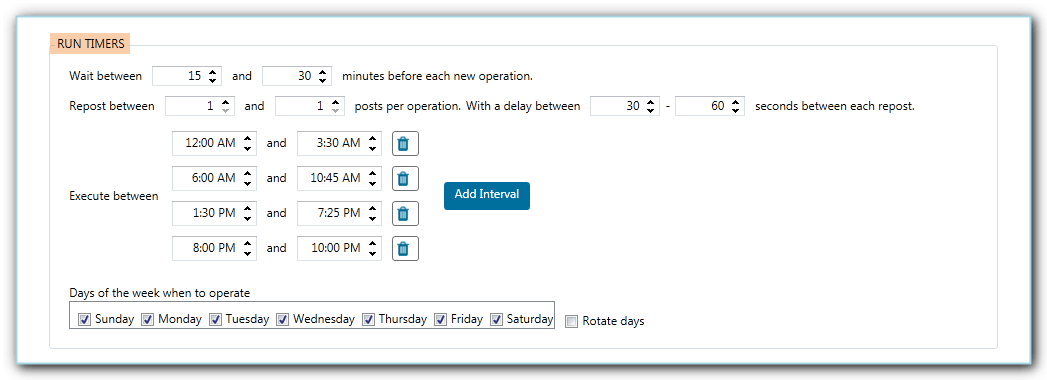 RUN TIMERS
Wait between 15 and 30 minutes before each new operation.
Repost between 1 and 1 posts per operation. With a delay between 30 - 60 seconds between each repost.
12:00 AM and 3:30 AM
6:00 AM and 10:45 AM
Execute between
Add Interval
1:30 PM and 7:25 PM
8:00 PM and 10:00 PM
Days of the week when to operate
Sunday Monday Tuesday Wednesday Thursday Friday Saturday Rotate days